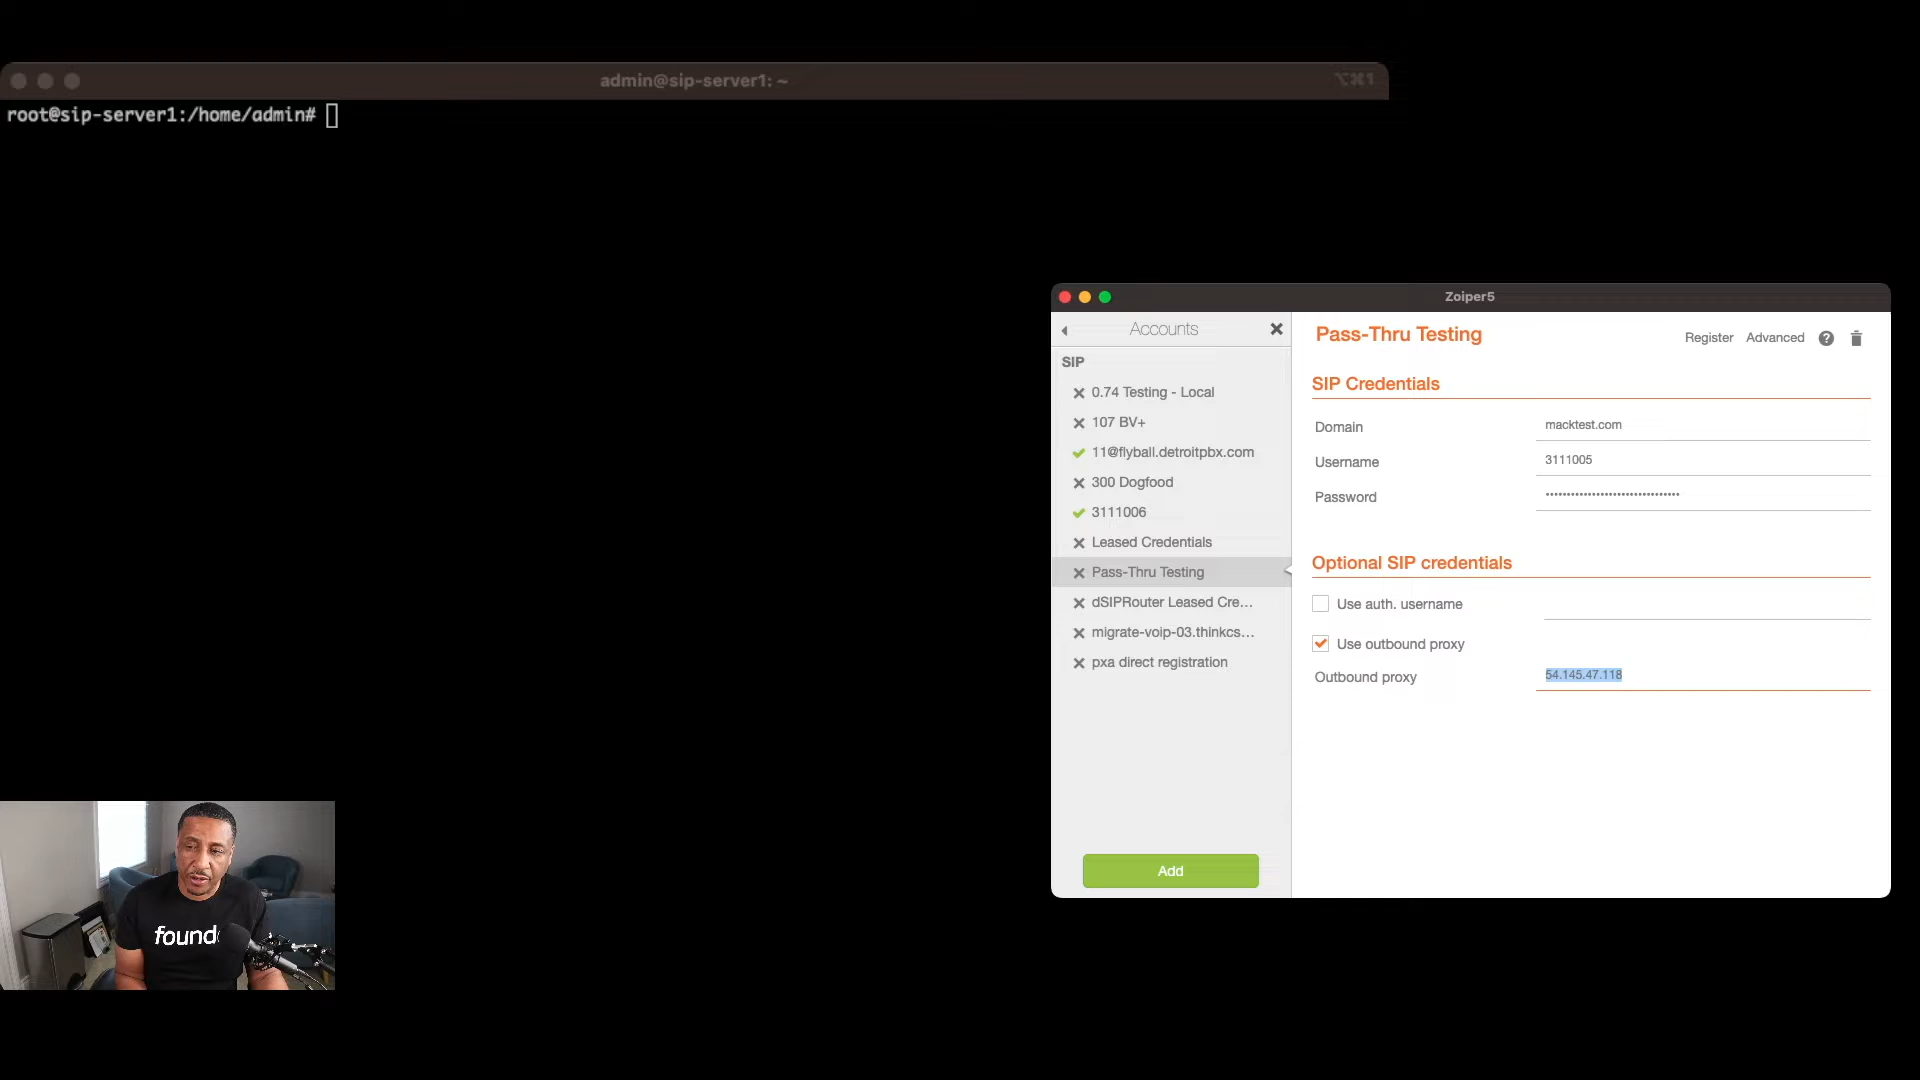 admin@sip-server1: ~
⌥⌘1
root@sip-server1:/home/admin#
Zoiper5
Accounts
SIP
0.74 Testing - Local
107 BV+
11@flyball.detroitpbx.com
300 Dogfood
3111006
Leased Credentials
Pass-Thru Testing
dSIPRouter Leased Cre...
migrate-voip-03.thinkcs...
pxa direct registration
Add
Pass-Thru Testing
Register Advanced ?
SIP Credentials
Domain macktest.com
Username 3111005
Password ••••••••••••••••••••••••••••••••
Optional SIP credentials
Use auth. username
Use outbound proxy
Outbound proxy 54.145.47.118
found